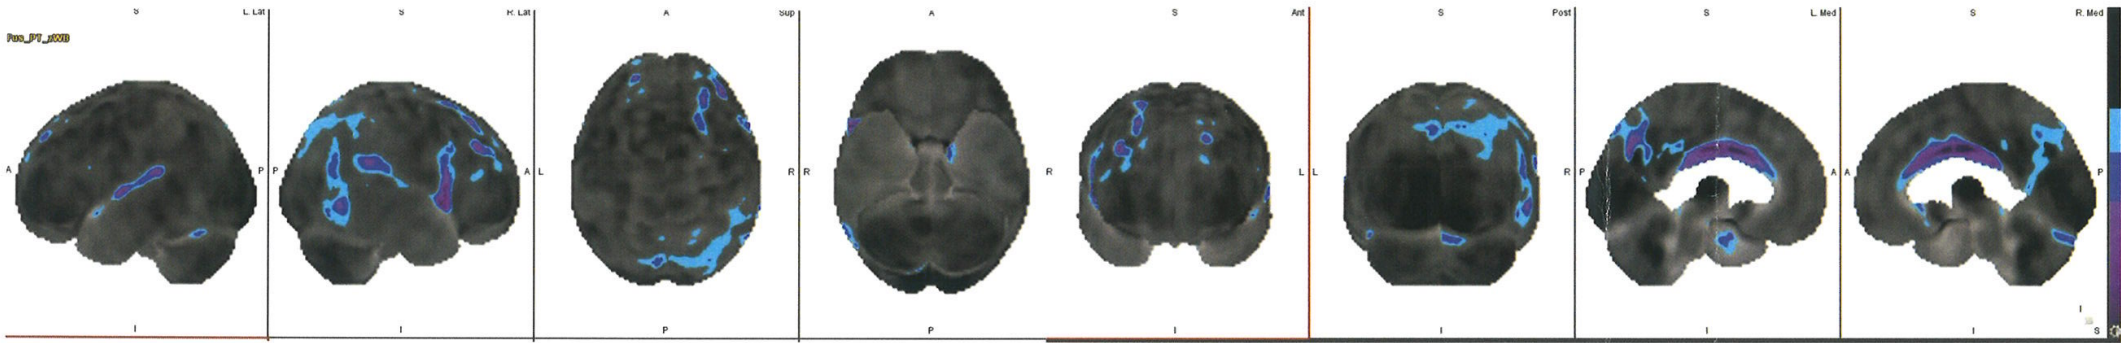 S L. Lat
S R. Lat
A Sup
A
S Ant
S Post
S L. Med
S R. Med
A P P A L R R L R L R P A A P
I
I
P
P
I
I
I
I
I
S